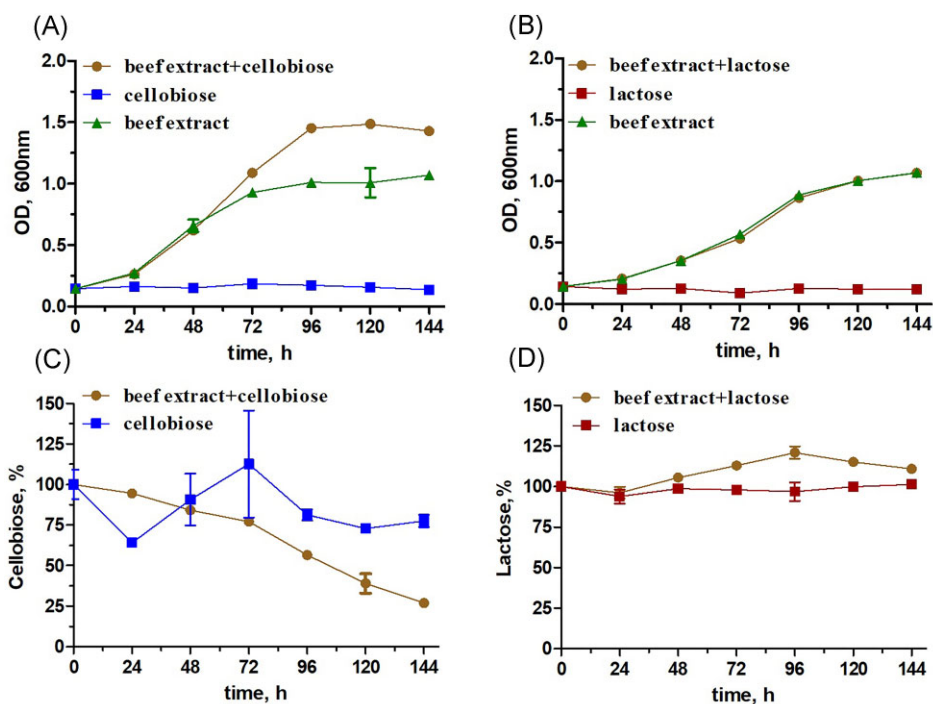 (A)
2.0
1.5
1.0
0.5
0.0
OD, 600nm
beef extract+cellobiose
cellobiose
beef extract
0 24 48 72 96 120 144
time, h
(B)
2.0
1.5
1.0
0.5
0.0
OD, 600nm
beef extract+lactose
lactose
beef extract
0 24 48 72 96 120 144
time, h
(C)
150
125
100
75
50
25
0
Cellobiose, %
beef extract+cellobiose
cellobiose
0 24 48 72 96 120 144
time, h
(D)
150
125
100
75
50
25
0
Lactose, %
beef extract+lactose
lactose
0 24 48 72 96 120 144
time, h